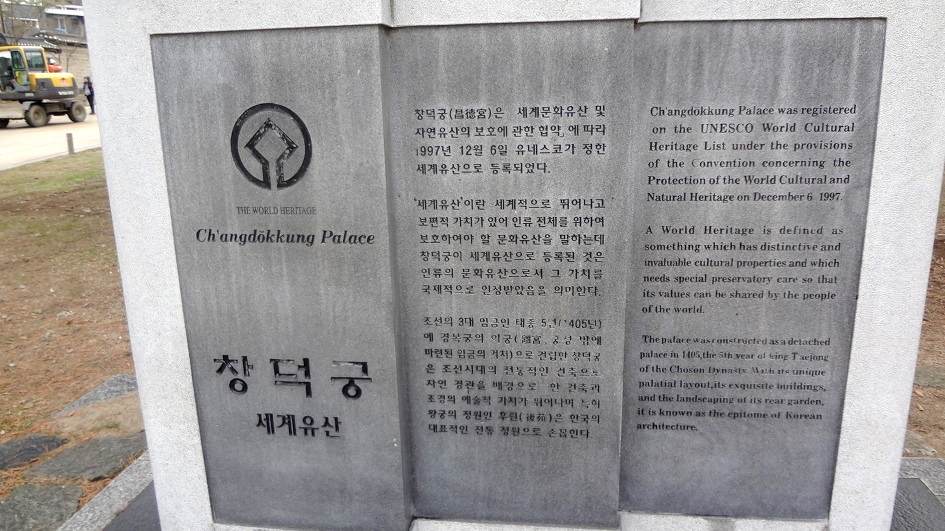 THE WORLD HERITAGE
Ch'angdŏkkung Palace
창덕궁
세계유산
창덕궁(昌德宮)은 세계문화유산 및
자연유산의 보호에 관한 협약, 에 따라
1997년 12월 6일 유네스코가 정한
세계유산으로 등록되었다.
'세계유산'이란 세계적으로 뛰어나고
보편적 가치가 있어 인류 전체를 위하여
보호하여야 할 문화유산을 말하는데
창덕궁이 세계유산으로 등록된 것은
인류의 문화유산으로서 그 가치를
국제적으로 인정받았음을 의미한다.
조선의 3대 임금인 태종 5년(1405년)
에 경복궁의 이궁(離宮, 궁성 밖에
마련된 임금의 거처)으로 건립한 창덕궁
은 조선시대의 전통적인 건축으로
자연 경관을 배경으로 한 건축과
조경의 예술적 가치가 뛰어나며 특히
왕궁의 정원인 후원(後苑)은 한국의
대표적인 전통 정원으로 손꼽힌다.
Ch'angdŏkkung Palace was registered
on the UNESCO World Cultural
Heritage List under the provisions
of the Convention concerning the
Protection of the World Cultural and
Natural Heritage on December 6 1997.
A World Heritage is defined as
something which has distinctive and
invaluable cultural properties and which
needs special preservatory care so that
its values can be shared by the people
of the world.
The palace was constructed as a detached
palace in 1405, the 5th year of king T'aejong
of the Chosŏn Dynasty. With its unique
palatial layout, its exquisite buildings,
and the landscaping of its rear garden,
it is known as the epitome of Korean
architecture.